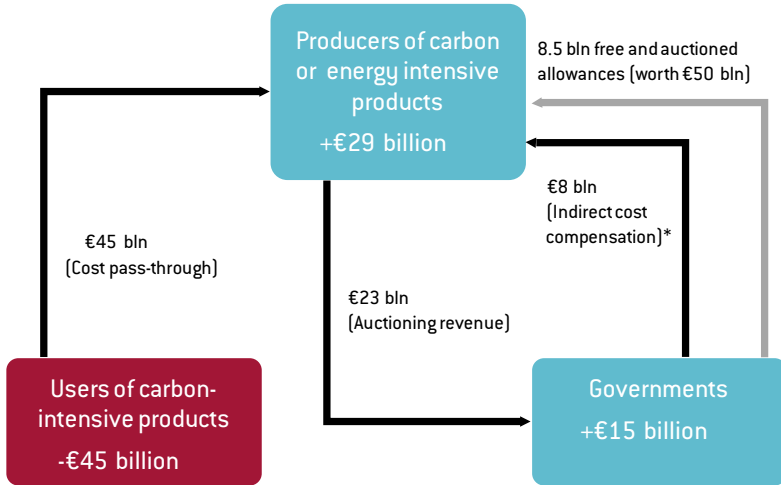 Producers of carbon
or energy intensive
products
+€29 billion
8.5 bln free and auctioned
allowances (worth €50 bln)
€8 bln
(Indirect cost
compensation)*
€45 bln
(Cost pass-through)
€23 bln
(Auctioning revenue)
Users of carbon-
intensive products
-€45 billion
Governments
+€15 billion